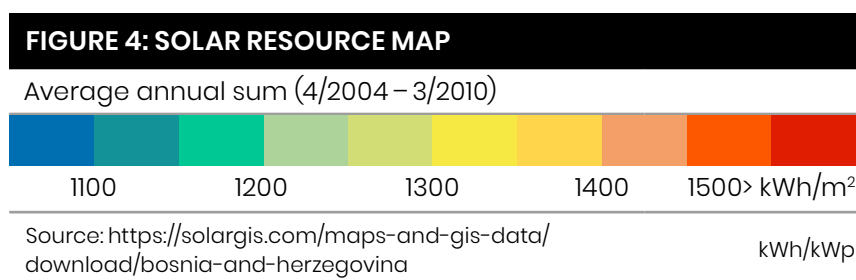 FIGURE 4: SOLAR RESOURCE MAP
Average annual sum (4/2004 – 3/2010)
1100 1200 1300 1400 1500> kWh/m²
Source: https://solargis.com/maps-and-gis-data/
download/bosnia-and-herzegovina
kWh/kWp